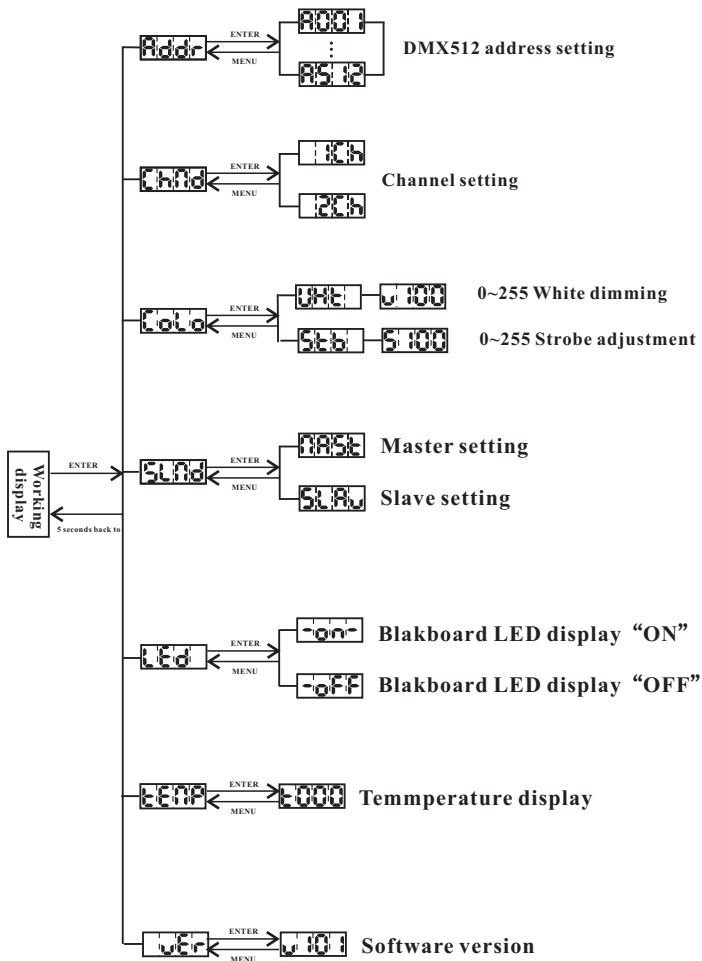 Addr
ENTER
MENU
A001
A512
DMX512 address setting
ChMd
ENTER
MENU
1Ch
2Ch
Channel setting
CoLo
ENTER
MENU
UHt
u 100
0~255 White dimming
Stb
S100
0~255 Strobe adjustment
Working
display
ENTER
5 seconds back to
SLMd
ENTER
MENU
MASt
Master setting
SLAv
Slave setting
LEd
ENTER
MENU
-on-
Blakboard LED display “ON”
-oFF
Blakboard LED display “OFF”
tEMP
ENTER
MENU
t000
Temmperature display
vEr
ENTER
MENU
v101
Software version